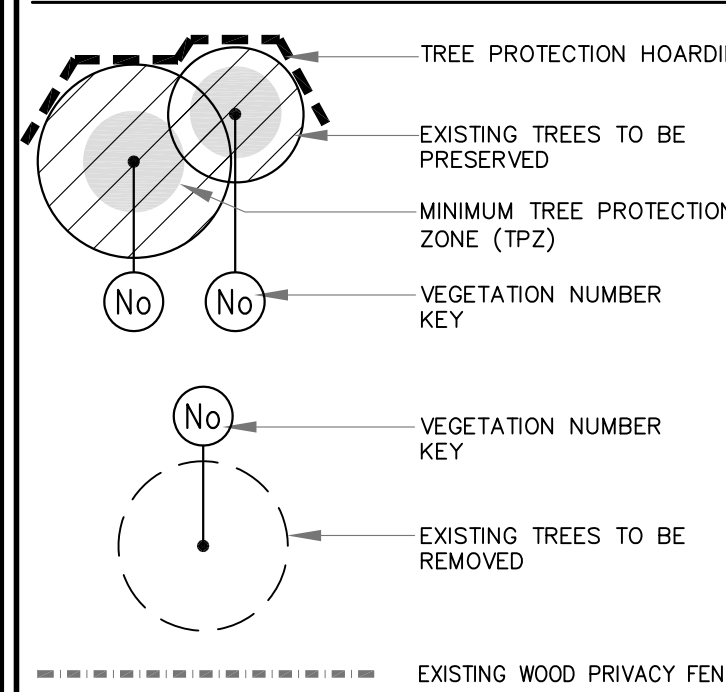 TREE PROTECTION HOARDI
EXISTING TREES TO BE
PRESERVED
MINIMUM TREE PROTECTION
ZONE (TPZ)
No No
VEGETATION NUMBER
KEY
No
VEGETATION NUMBER
KEY
EXISTING TREES TO BE
REMOVED
EXISTING WOOD PRIVACY FEN